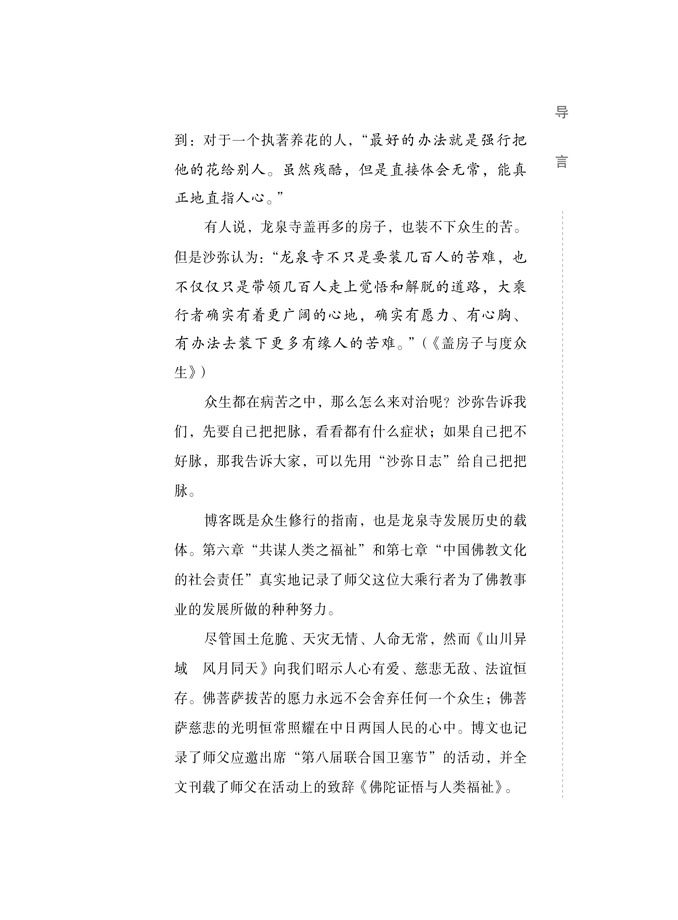 导
言
到：对于一个执著养花的人，“最好的办法就是强行把
他的花给别人。虽然残酷，但是直接体会无常，能真
正地直指人心。”
有人说，龙泉寺盖再多的房子，也装不下众生的苦。
但是沙弥认为：“龙泉寺不只是要装几百人的苦难，也
不仅仅只是带领几百人走上觉悟和解脱的道路，大乘
行者确实有着更广阔的心地，确实有愿力、有心胸、
有办法去装下更多有缘人的苦难。”（《盖房子与度众
生》）
众生都在病苦之中，那么怎么来对治呢？沙弥告诉我
们，先要自己把把脉，看看都有什么症状；如果自己把不
好脉，那我告诉大家，可以先用“沙弥日志”给自己把把
脉。
博客既是众生修行的指南，也是龙泉寺发展历史的载
体。第六章“共谋人类之福祉”和第七章“中国佛教文化
的社会责任”真实地记录了师父这位大乘行者为了佛教事
业的发展所做的种种努力。
尽管国土危脆、天灾无情、人命无常，然而《山川异
域　风月同天》向我们昭示人心有爱、慈悲无敌、法谊恒
存。佛菩萨拔苦的愿力永远不会舍弃任何一个众生；佛菩
萨慈悲的光明恒常照耀在中日两国人民的心中。博文也记
录了师父应邀出席“第八届联合国卫塞节”的活动，并全
文刊载了师父在活动上的致辞《佛陀证悟与人类福祉》。